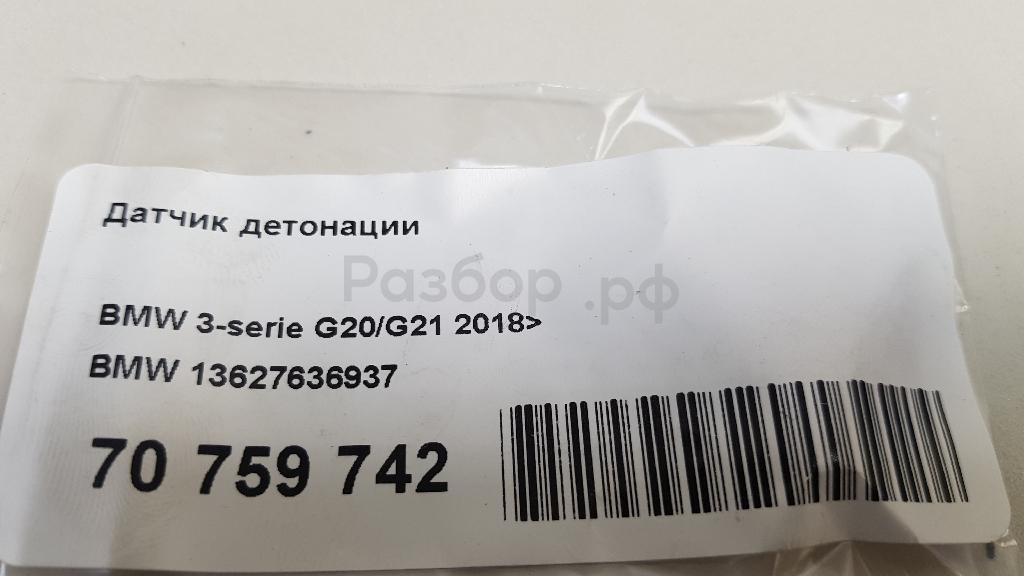 Датчик детонации
Разбор.рф
BMW 3-serie G20/G21 2018>
BMW 13627636937
70 759 742